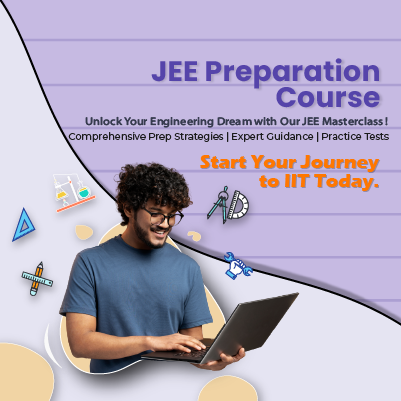 JEE Preparation
Course
Unlock Your Engineering Dream with Our JEE Masterclass!
Comprehensive Prep Strategies | Expert Guidance | Practice Tests
Start Your Journey
to IIT Today.